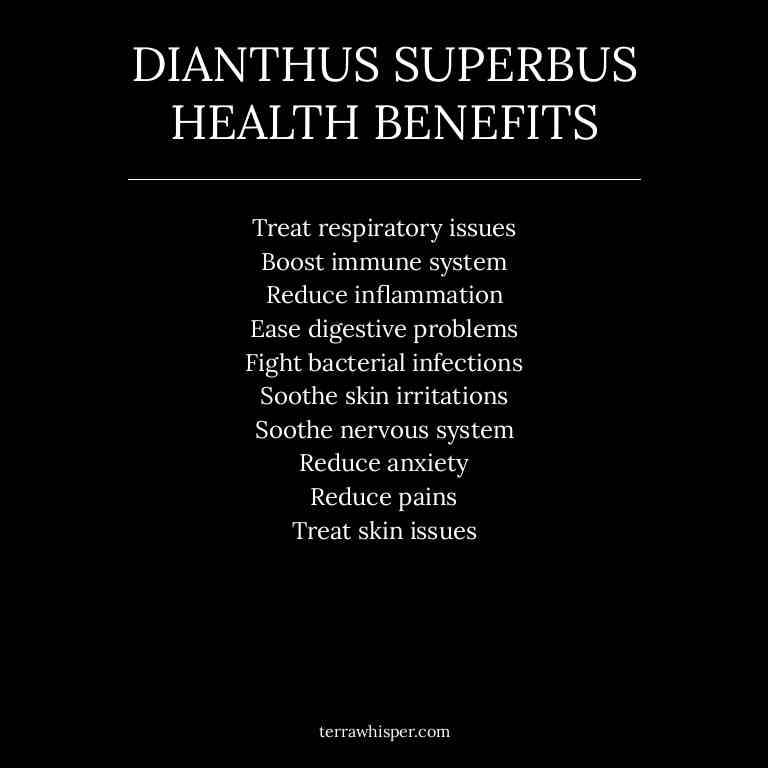 DIANTHUS SUPERBUS
HEALTH BENEFITS
Treat respiratory issues
Boost immune system
Reduce inflammation
Ease digestive problems
Fight bacterial infections
Soothe skin irritations
Soothe nervous system
Reduce anxiety
Reduce pains
Treat skin issues
terrawhisper.com